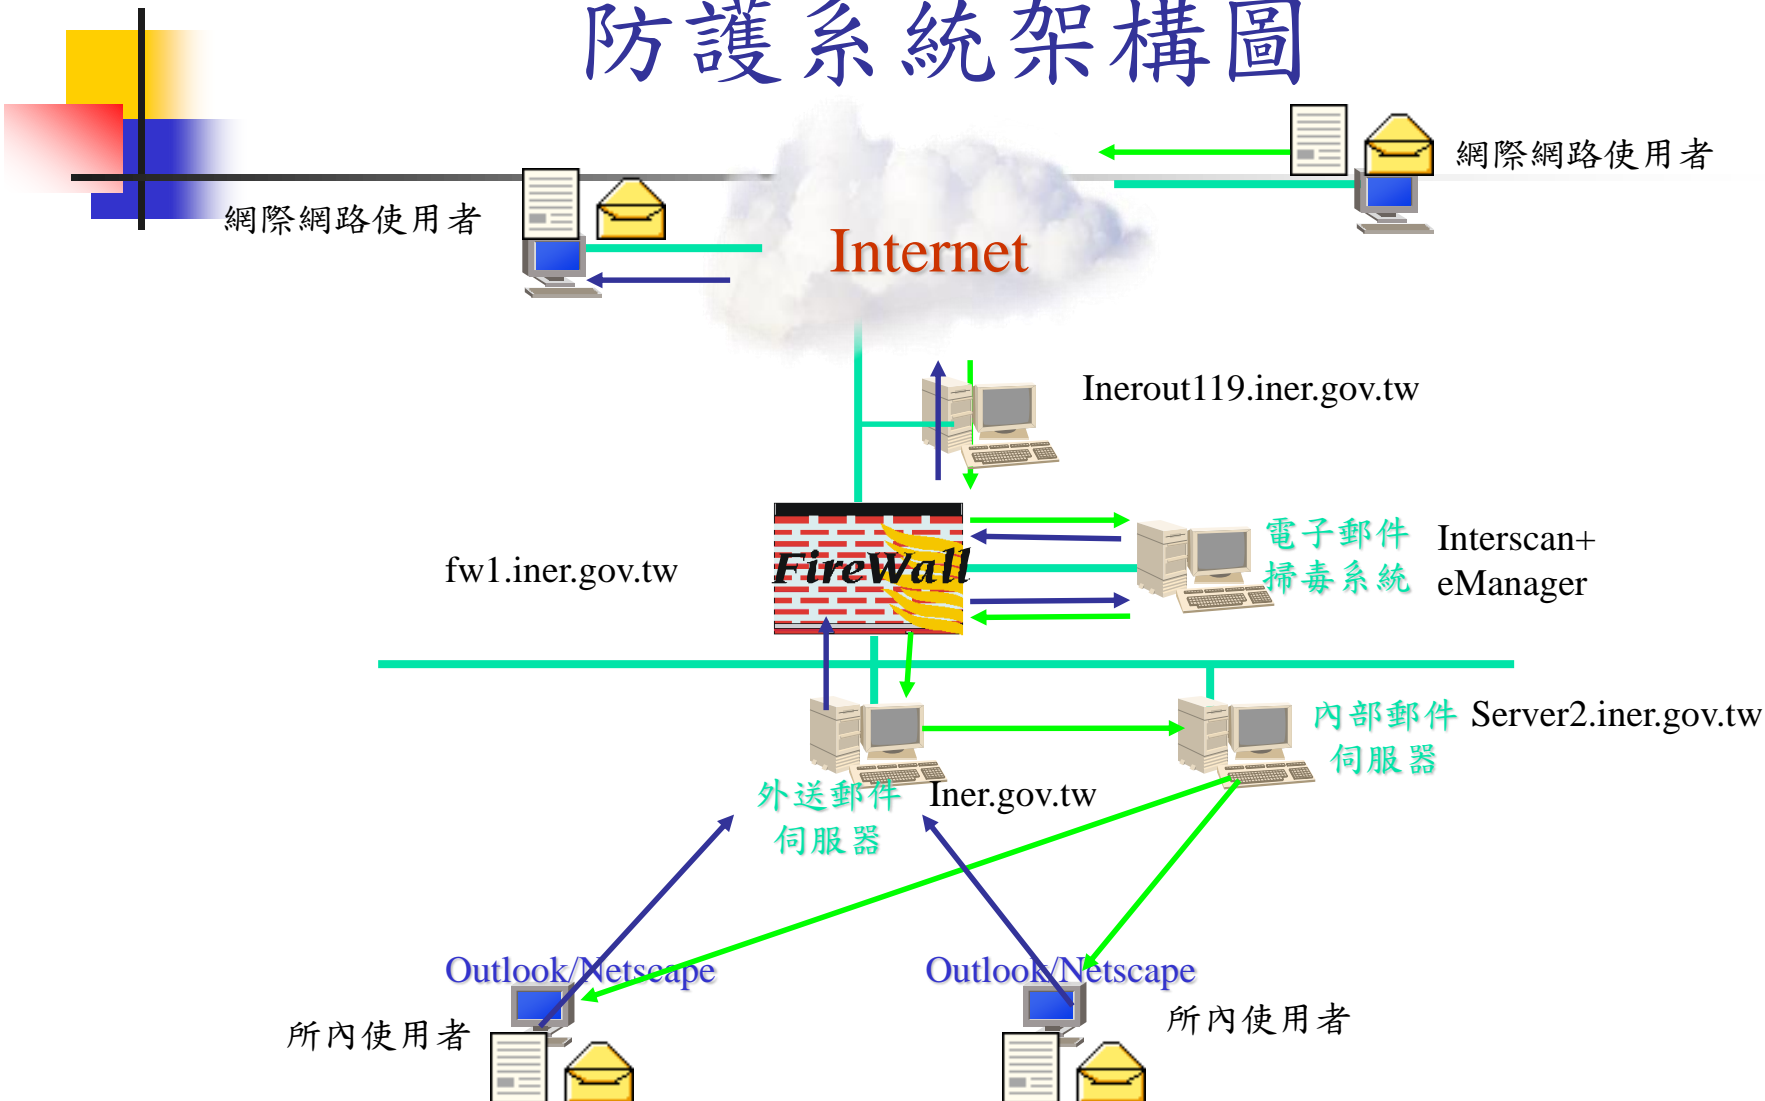 防護系統架構圖
網際網路使用者
網際網路使用者
Internet
Inerout119.iner.gov.tw
fw1.iner.gov.tw
FireWall
電子郵件
掃毒系統
Interscan+
eManager
內部郵件
伺服器
Server2.iner.gov.tw
外送郵件
伺服器
Iner.gov.tw
Outlook/Netscape
Outlook/Netscape
所內使用者
所內使用者